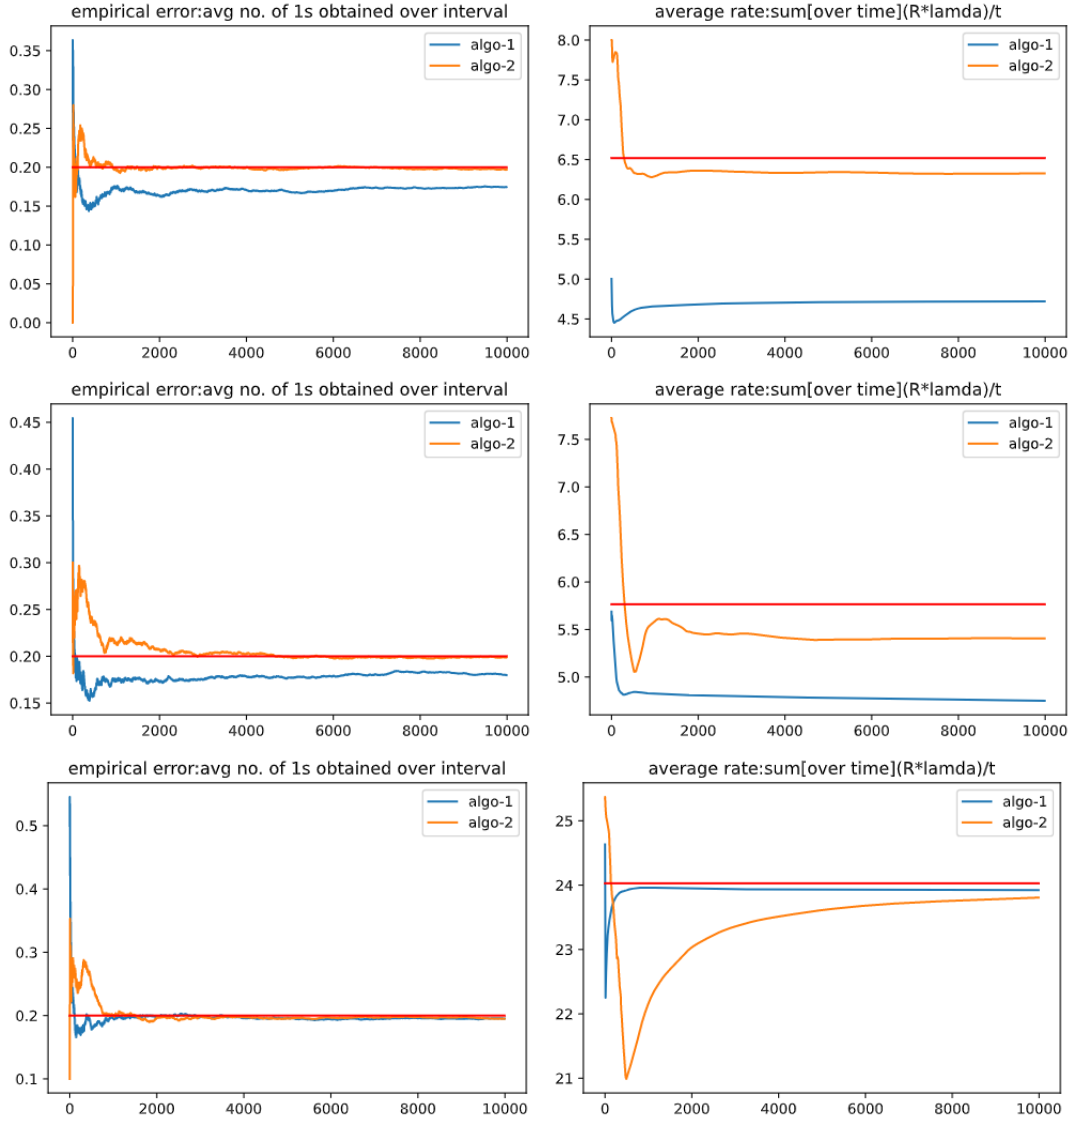 empirical error:avg no. of 1s obtained over interval
algo-1
algo-2
0.35
0.30
0.25
0.20
0.15
0.10
0.05
0.00
0 2000 4000 6000 8000 10000
average rate:sum[over time](R*lamda)/t
algo-1
algo-2
8.0
7.5
7.0
6.5
6.0
5.5
5.0
4.5
0 2000 4000 6000 8000 10000
empirical error:avg no. of 1s obtained over interval
algo-1
algo-2
0.45
0.40
0.35
0.30
0.25
0.20
0.15
0 2000 4000 6000 8000 10000
average rate:sum[over time](R*lamda)/t
algo-1
algo-2
7.5
7.0
6.5
6.0
5.5
5.0
0 2000 4000 6000 8000 10000
empirical error:avg no. of 1s obtained over interval
algo-1
algo-2
0.5
0.4
0.3
0.2
0.1
0 2000 4000 6000 8000 10000
average rate:sum[over time](R*lamda)/t
algo-1
algo-2
25
24
23
22
21
0 2000 4000 6000 8000 10000